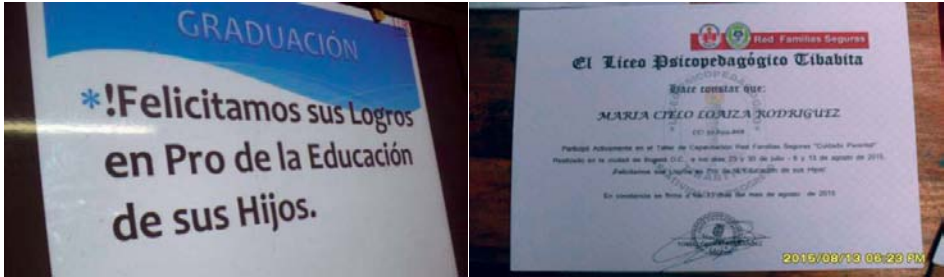 GRADUACIÓN
*!Felicitamos sus Logros
en Pro de la Educación
de sus Hijos.
Red Familias Seguras
El Liceo Psicopedagógico Tibabita
Hace constar que:
MARIA CIELO LOAIZA RODRIGUEZ
Participó Activamente en el Taller de Capacitación Red Familias Seguras "Cuidado Parental"
Realizado en la ciudad de Bogotá D.C., a los días 23 y 30 de julio - 6 y 13 de agosto de 2015.
¡Felicitamos sus Logros en Pro de la Educación de sus Hijos!
En constancia se firma a los 13 días del mes de agosto de 2015
2015/08/13 06:23 PM